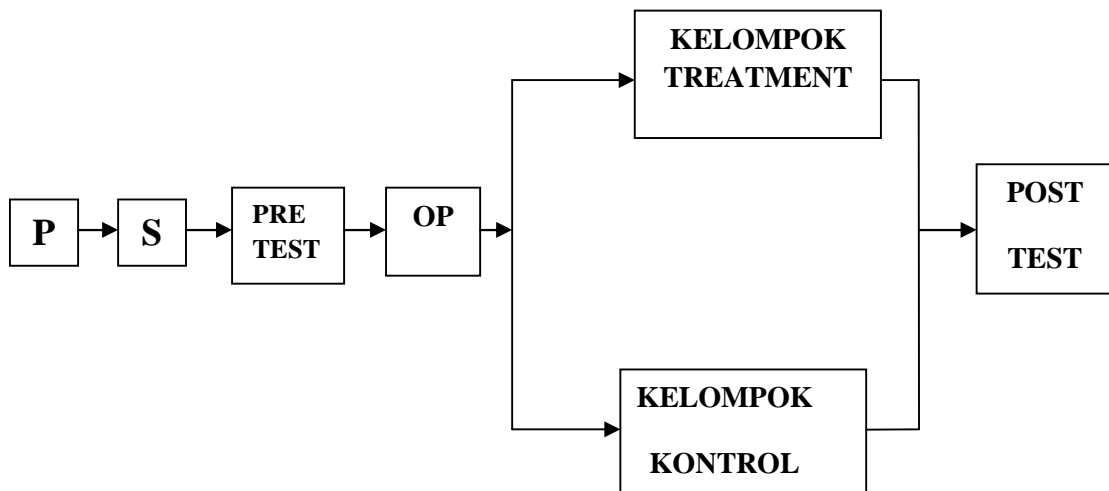 P
S
PRE
TEST
OP
KELOMPOK
TREATMENT
KELOMPOK
KONTROL
POST
TEST